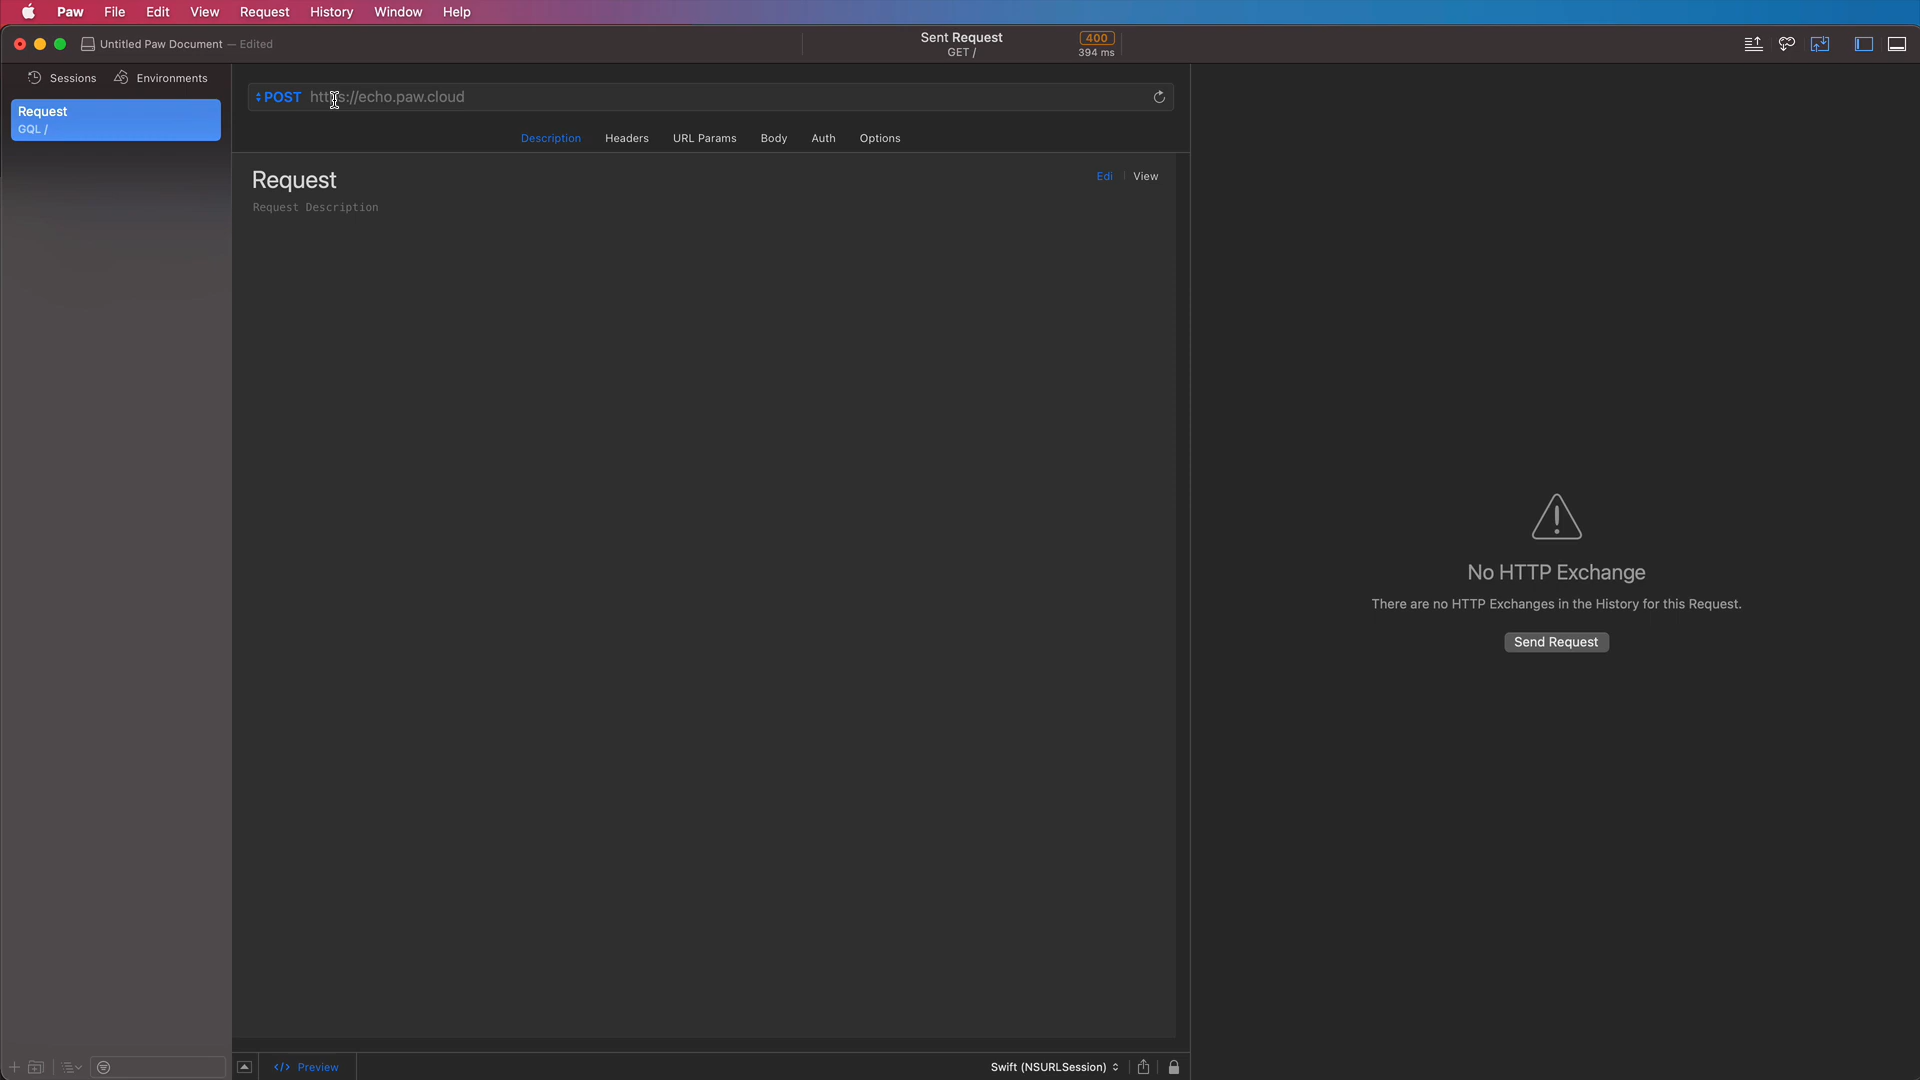 Paw File Edit View Request History Window Help
Untitled Paw Document — Edited
Sent Request
GET /
400
394 ms
Sessions Environments
Request
GQL /
POST https://echo.paw.cloud
Description Headers URL Params Body Auth Options
Request
Edi View
Request Description
No HTTP Exchange
There are no HTTP Exchanges in the History for this Request.
Send Request
</> Preview
Swift (NSURLSession)